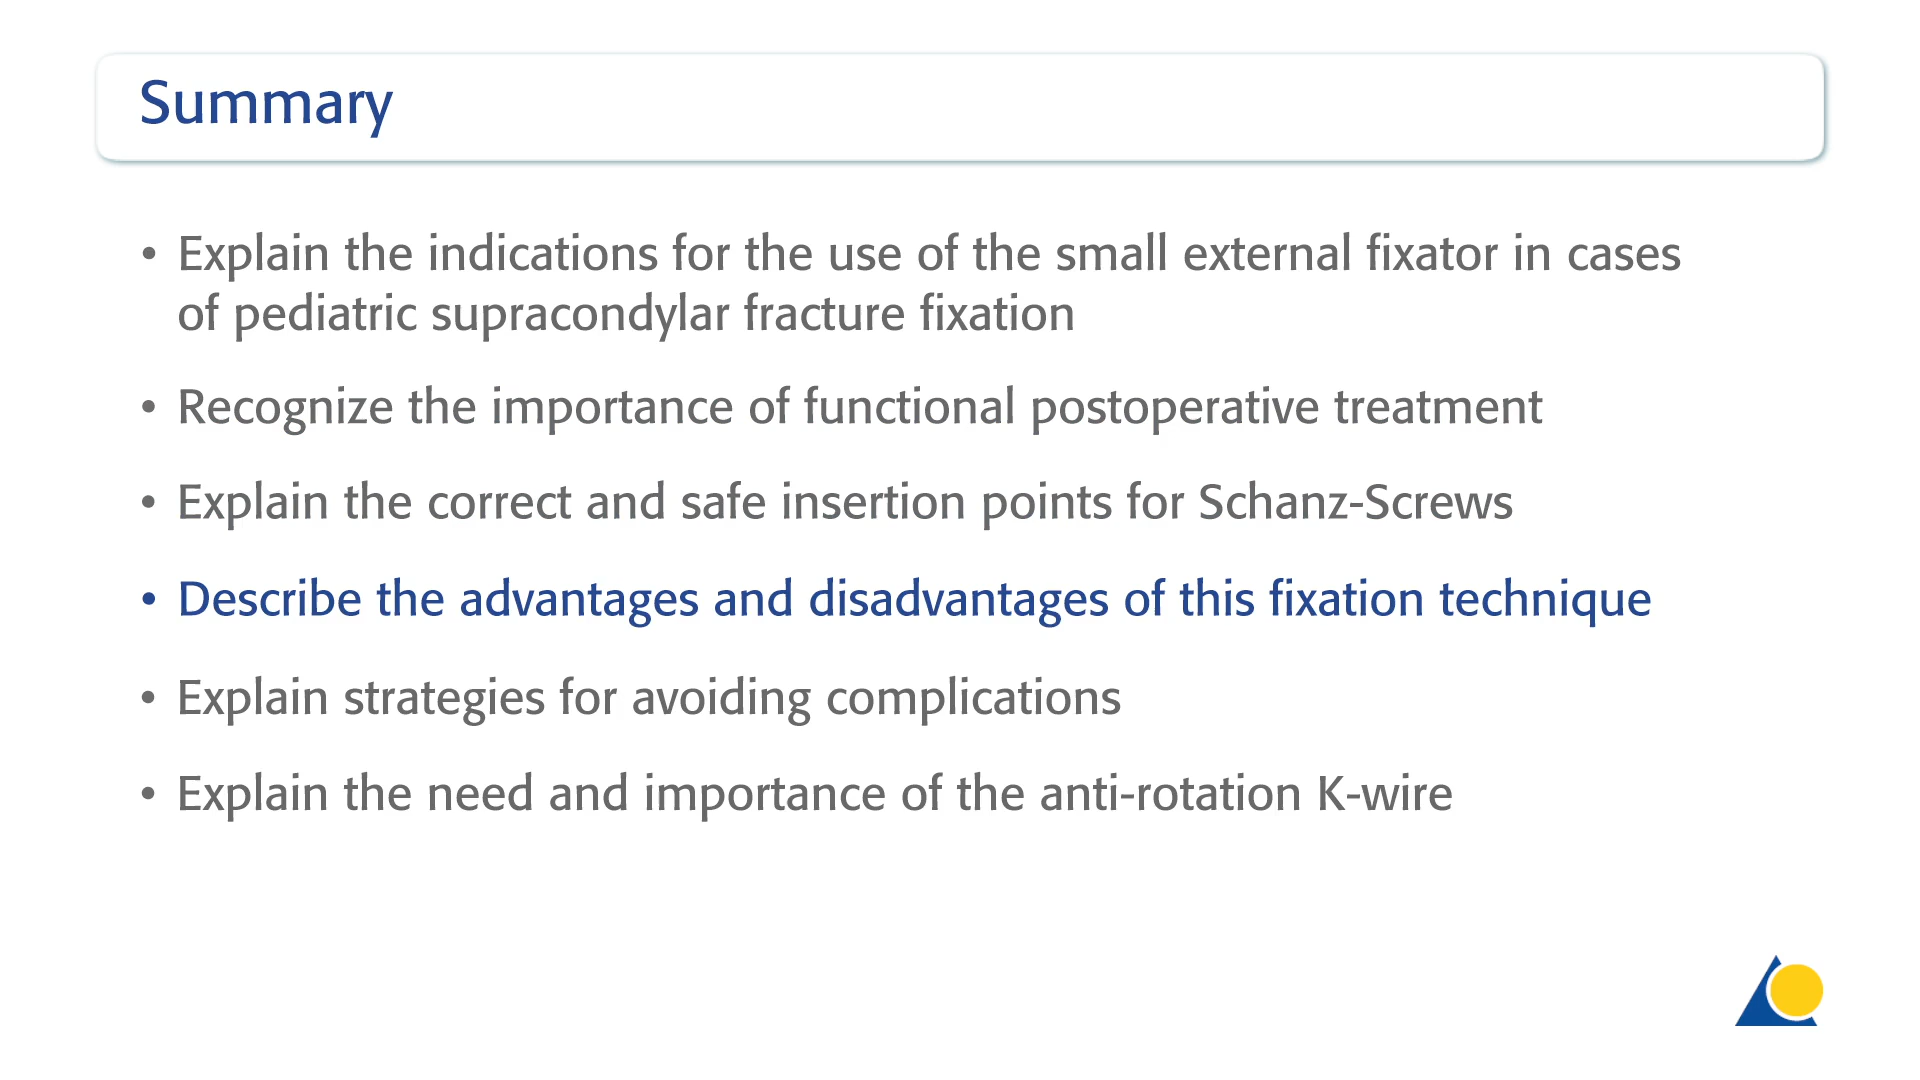 Summary
• Explain the indications for the use of the small external fixator in cases
of pediatric supracondylar fracture fixation
• Recognize the importance of functional postoperative treatment
• Explain the correct and safe insertion points for Schanz-Screws
• Describe the advantages and disadvantages of this fixation technique
• Explain strategies for avoiding complications
• Explain the need and importance of the anti-rotation K-wire